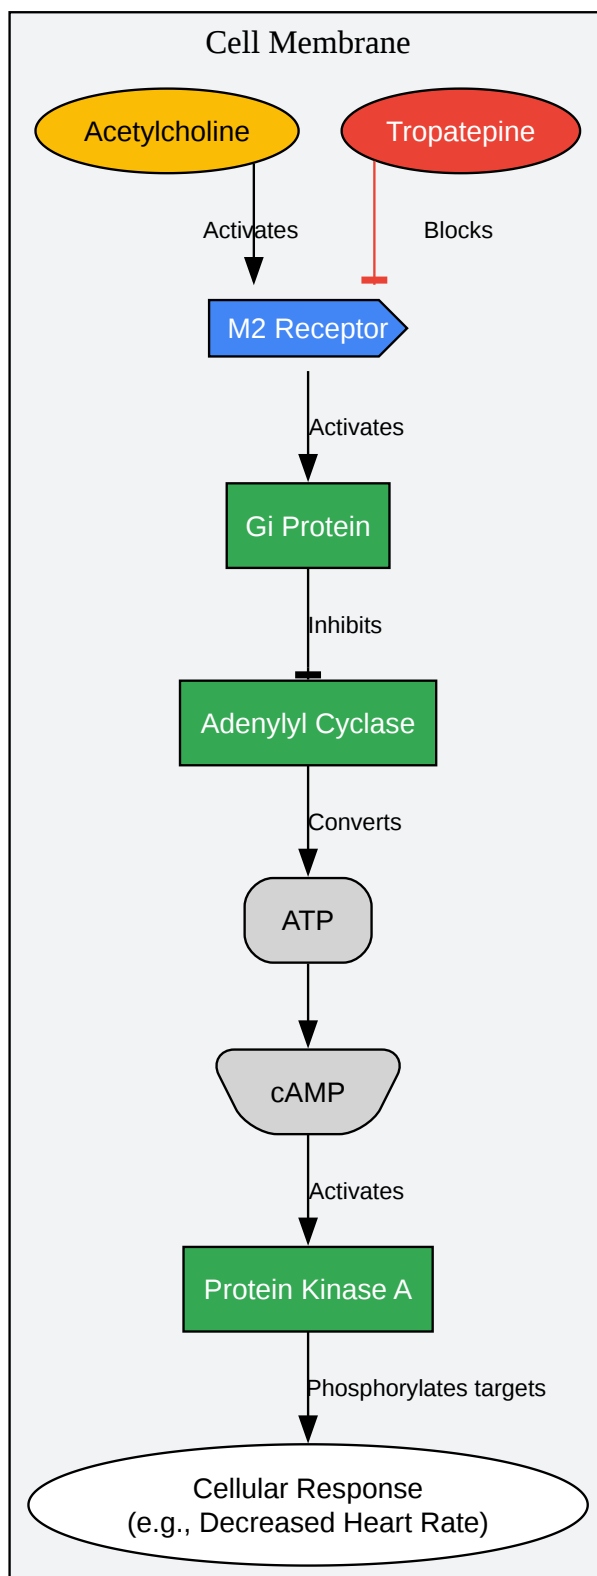 Cell Membrane
Acetylcholine
Tropatepine
Activates
Blocks
M2 Receptor
Activates
Gi Protein
Inhibits
Adenylyl Cyclase
Converts
ATP
cAMP
Activates
Protein Kinase A
Phosphorylates targets
Cellular Response
(e.g., Decreased Heart Rate)